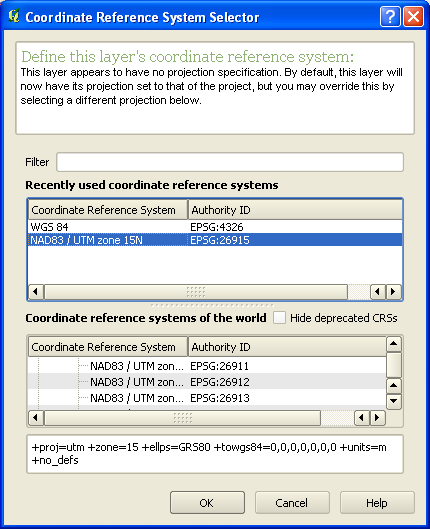 Coordinate Reference System Selector
Define this layer's coordinate reference system:
This layer appears to have no projection specification. By default, this layer will
now have its projection set to that of the project, but you may override this by
selecting a different projection below.
Filter
Recently used coordinate reference systems
Coordinate Reference System Authority ID
WGS 84 EPSG:4326
NAD83 / UTM zone 15N EPSG:26915
Coordinate reference systems of the world Hide deprecated CRSs
Coordinate Reference System Authority ID
NAD83 / UTM zon... EPSG:26911
NAD83 / UTM zon... EPSG:26912
NAD83 / UTM zon... EPSG:26913
+proj=utm +zone=15 +ellps=GRS80 +towgs84=0,0,0,0,0,0,0 +units=m
+no_defs
OK Cancel Help